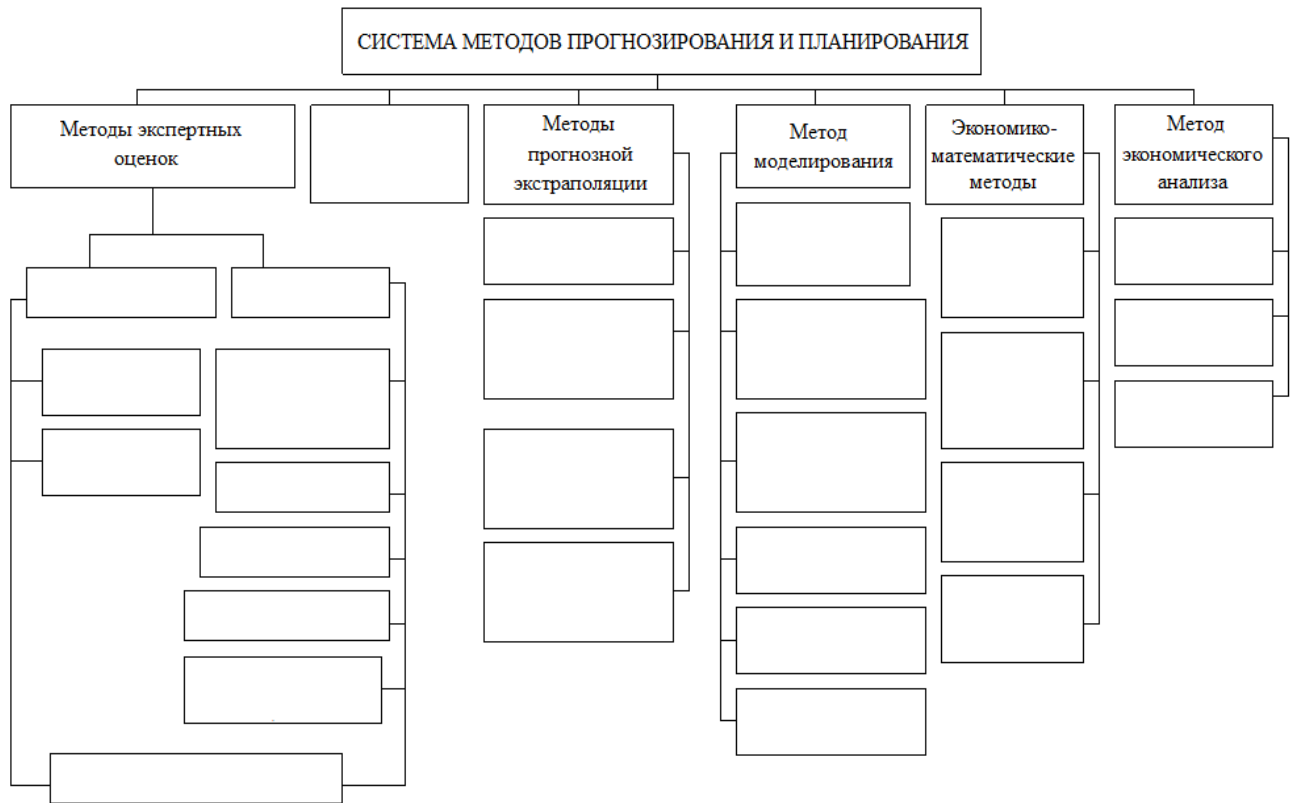 СИСТЕМА МЕТОДОВ ПРОГНОЗИРОВАНИЯ И ПЛАНИРОВАНИЯ
Методы экспертных
оценок
Методы
прогнозной
экстраполяции
Метод
моделирования
Экономико-
математические
методы
Метод
экономического
анализа